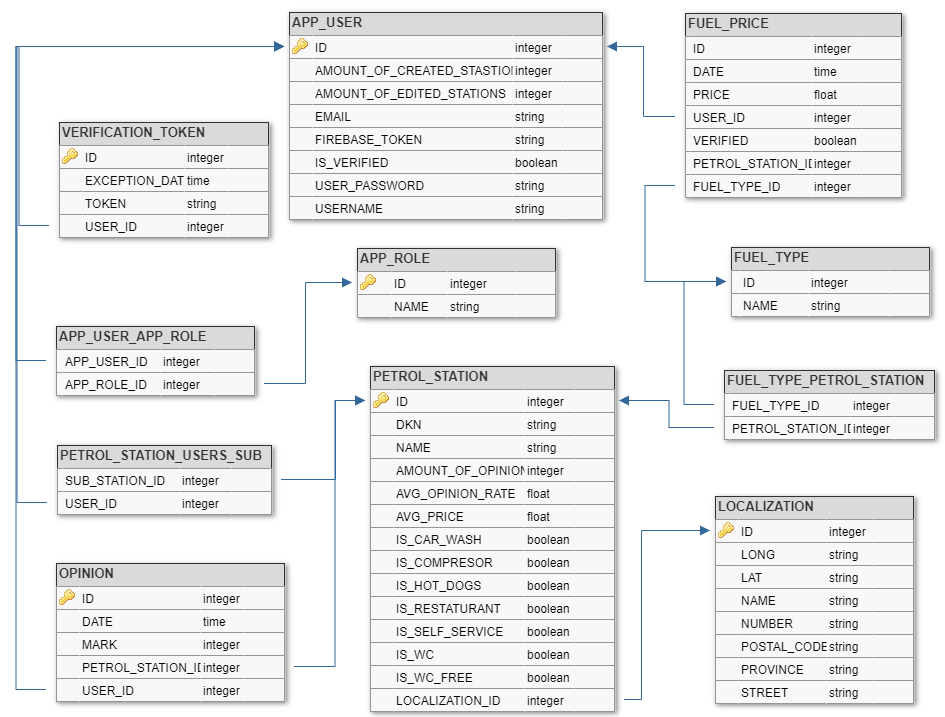 APP_USER
ID integer
AMOUNT_OF_CREATED_STASTIO integer
AMOUNT_OF_EDITED_STATIONS integer
EMAIL string
FIREBASE_TOKEN string
IS_VERIFIED boolean
USER_PASSWORD string
USERNAME string
FUEL_PRICE
ID integer
DATE time
PRICE float
USER_ID integer
VERIFIED boolean
PETROL_STATION_ID integer
FUEL_TYPE_ID integer
VERIFICATION_TOKEN
ID integer
EXCEPTION_DAT time
TOKEN string
USER_ID integer
APP_ROLE
ID integer
NAME string
FUEL_TYPE
ID integer
NAME string
APP_USER_APP_ROLE
APP_USER_ID integer
APP_ROLE_ID integer
PETROL_STATION
ID integer
DKN string
NAME string
AMOUNT_OF_OPINION integer
AVG_OPINION_RATE float
AVG_PRICE float
IS_CAR_WASH boolean
IS_COMPRESOR boolean
IS_HOT_DOGS boolean
IS_RESTATURANT boolean
IS_SELF_SERVICE boolean
IS_WC boolean
IS_WC_FREE boolean
LOCALIZATION_ID integer
FUEL_TYPE_PETROL_STATION
FUEL_TYPE_ID integer
PETROL_STATION_ID integer
PETROL_STATION_USERS_SUB
SUB_STATION_ID integer
USER_ID integer
LOCALIZATION
ID integer
LONG string
LAT string
NAME string
NUMBER string
POSTAL_CODE string
PROVINCE string
STREET string
OPINION
ID integer
DATE time
MARK integer
PETROL_STATION_ID integer
USER_ID integer